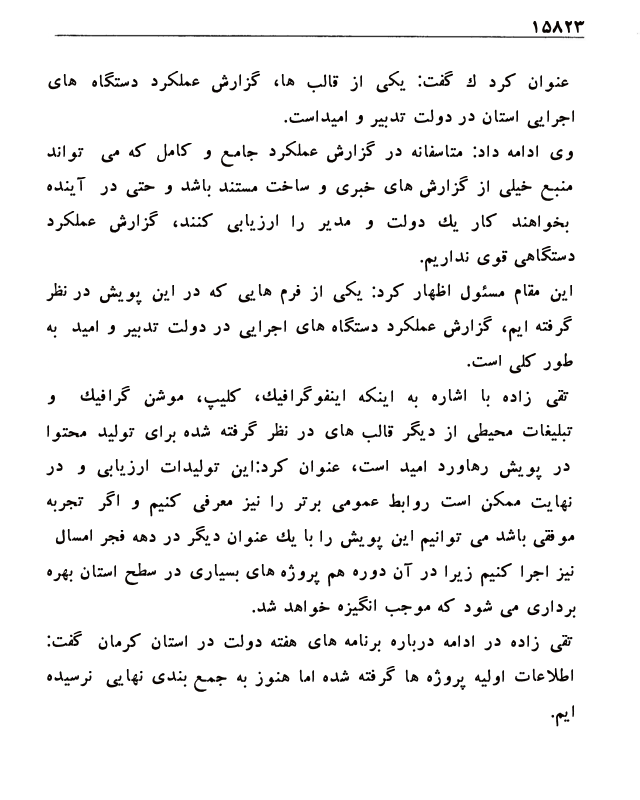 ۱۵۸۲۳
عنوان کرد ك گفت: یکی از قالب ها، گزارش عملکرد دستگاه های
اجرایی استان در دولت تدبیر و امیداست.
وی ادامه داد: متاسفانه در گزارش عملکرد جامع و کامل که می تواند
منبع خیلی از گزارش های خبری و ساخت مستند باشد و حتی در آینده
بخواهند کار یك دولت و مدیر را ارزیابی کنند، گزارش عملکرد
دستگاهی قوی نداریم.
این مقام مسئول اظهار کرد: یکی از فرم هایی که در این پویش در نظر
گرفته ایم، گزارش عملکرد دستگاه های اجرایی در دولت تدبیر و امید به
طور کلی است.
تقی زاده با اشاره به اینکه اینفوگرافیك، کلیپ، موشن گرافیك و
تبلیغات محیطی از دیگر قالب های در نظر گرفته شده برای تولید محتوا
در پویش رهاورد امید است، عنوان کرد:این تولیدات ارزیابی و در
نهایت ممکن است روابط عمومی برتر را نیز معرفی کنیم و اگر تجربه
موفقی باشد می توانیم این پویش را با یك عنوان دیگر در دهه فجر امسال
نیز اجرا کنیم زیرا در آن دوره هم پروژه های بسیاری در سطح استان بهره
برداری می شود که موجب انگیزه خواهد شد.
تقی زاده در ادامه درباره برنامه های هفته دولت در استان کرمان گفت:
اطلاعات اولیه پروژه ها گرفته شده اما هنوز به جمع بندی نهایی نرسیده
ایم.